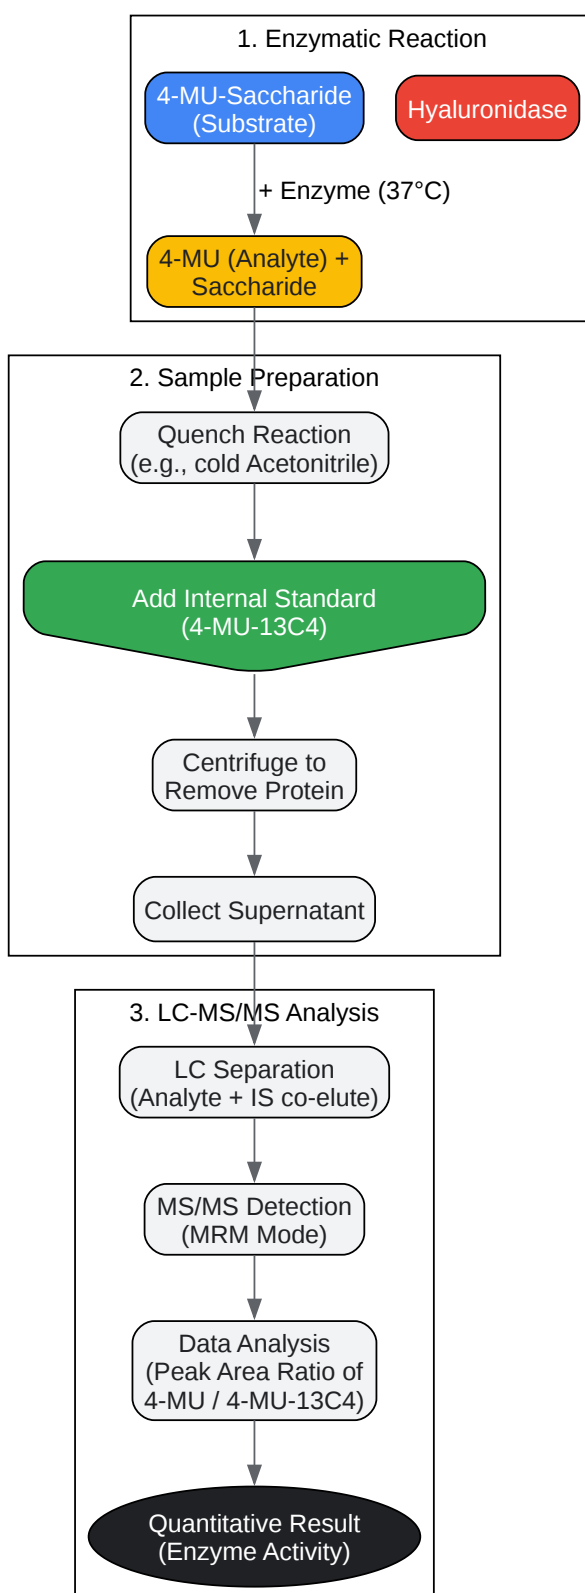 1. Enzymatic Reaction
4-MU-Saccharide
(Substrate)
Hyaluronidase
+ Enzyme (37°C)
4-MU (Analyte) +
Saccharide
2. Sample Preparation
Quench Reaction
(e.g., cold Acetonitrile)
Add Internal Standard
(4-MU-13C4)
Centrifuge to
Remove Protein
Collect Supernatant
3. LC-MS/MS Analysis
LC Separation
(Analyte + IS co-elute)
MS/MS Detection
(MRM Mode)
Data Analysis
(Peak Area Ratio of
4-MU / 4-MU-13C4)
Quantitative Result
(Enzyme Activity)